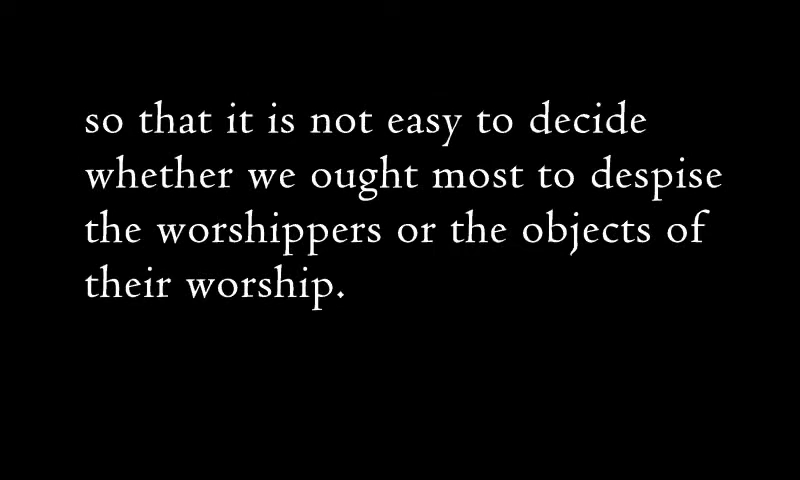 so that it is not easy to decide
whether we ought most to despise
the worshippers or the objects of
their worship.